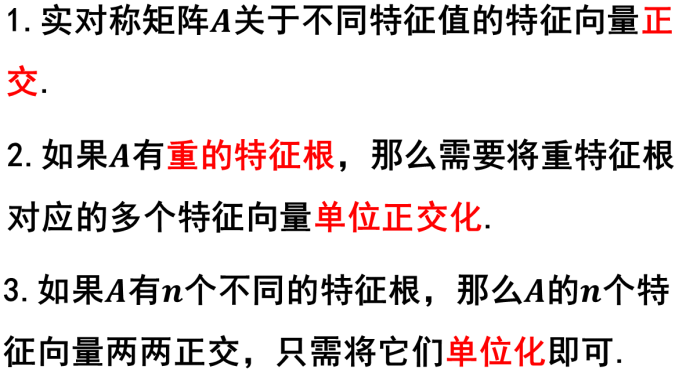 1.实对称矩阵A关于不同特征值的特征向量正
交.
2.如果A有重的特征根，那么需要将重特征根
对应的多个特征向量单位正交化.
3.如果A有n个不同的特征根，那么A的n个特
征向量两两正交，只需将它们单位化即可.